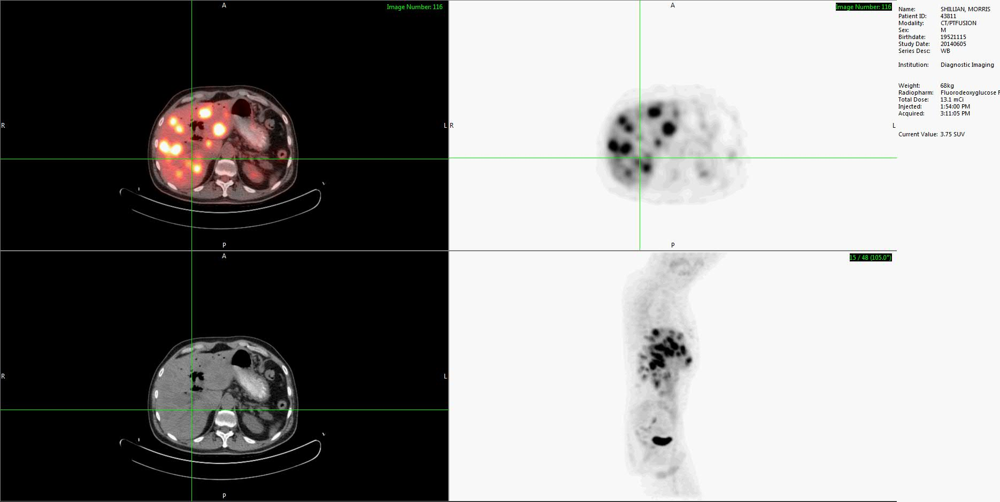 A
Image Number: 116
R
L
P
A
Image Number: 116
R
L
P
A
R
L
P
15 / 48 (105.0°)
Name: SHILLIAN, MORRIS
Patient ID: 43811
Modality: CT/PTFUSION
Sex: M
Birthdate: 19521115
Study Date: 20140605
Series Desc: WB
Institution: Diagnostic Imaging
Weight: 68kg
Radiopharm: Fluorodeoxyglucose F
Total Dose: 13.1 mCi
Injected: 1:54:00 PM
Acquired: 3:11:05 PM
Current Value: 3.75 SUV